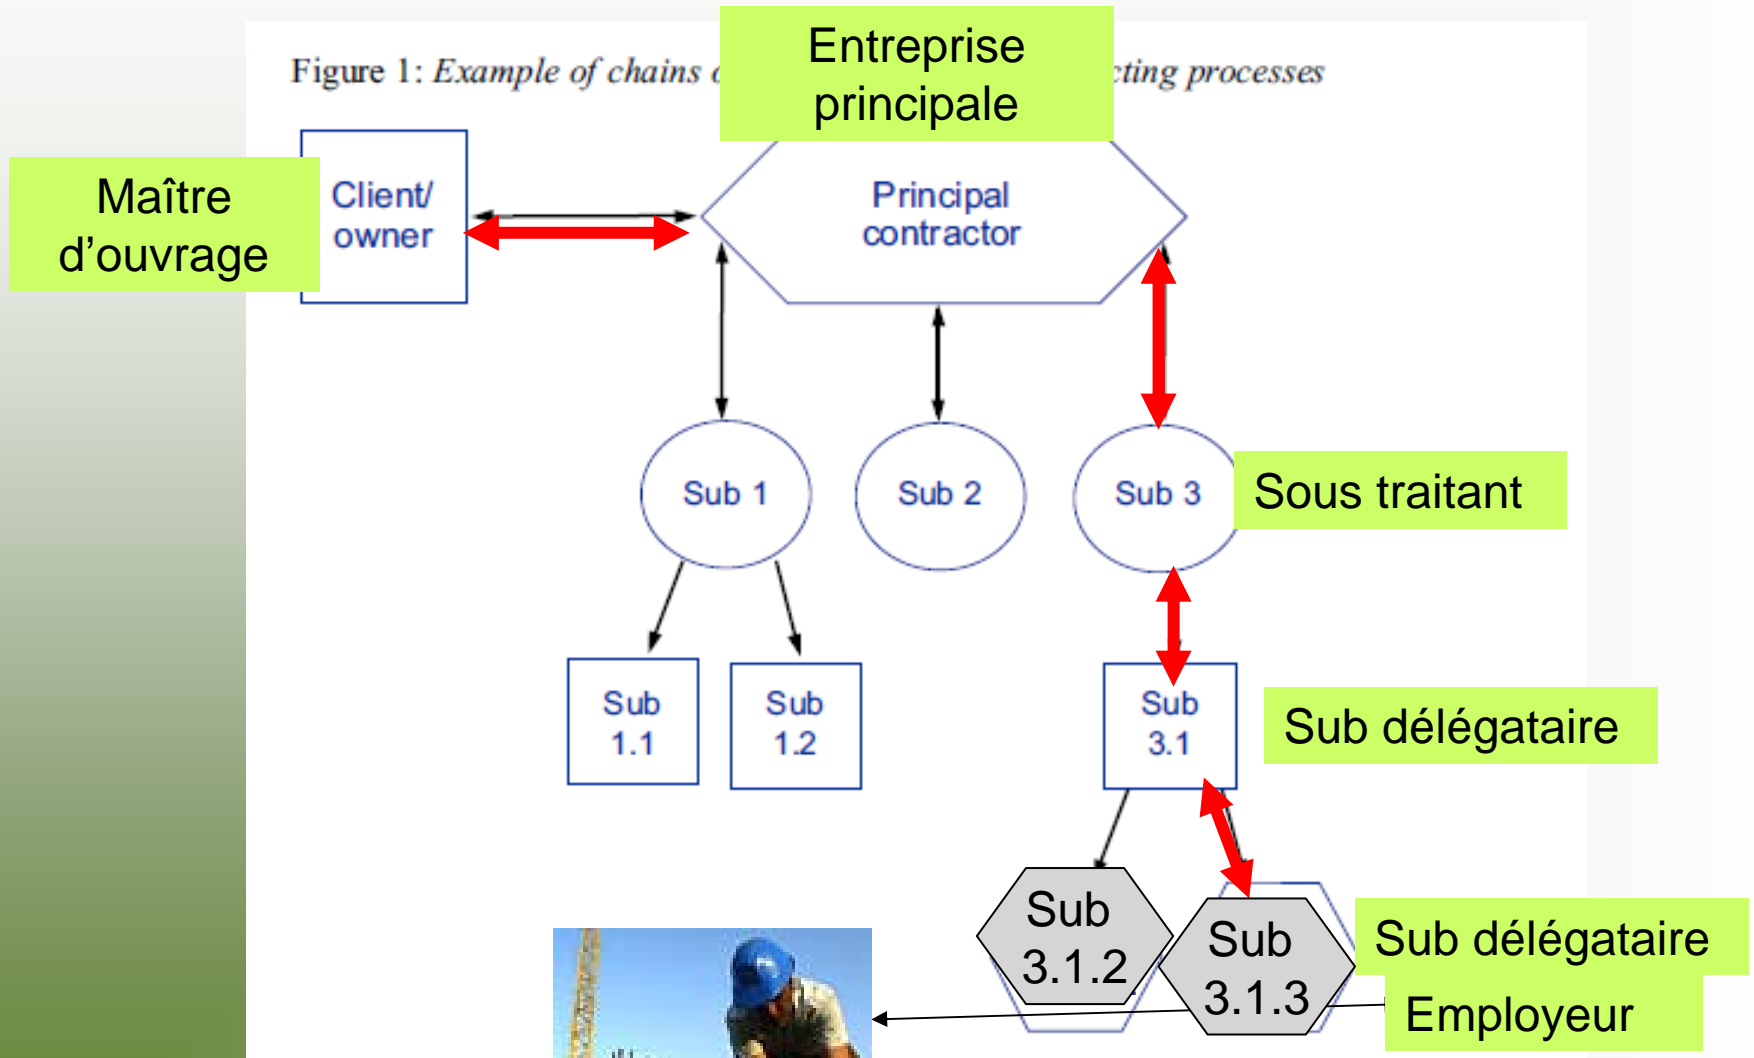 Entreprise
principale
Figure 1: Example of chains cting processes
Maître
d'ouvrage
Client/
owner
Principal
contractor
Sub 1
Sub 2
Sub 3
Sous traitant
Sub
1.1
Sub
1.2
Sub
3.1
Sub délégataire
Sub
3.1.2
Sub
3.1.3
Sub délégataire
Employeur